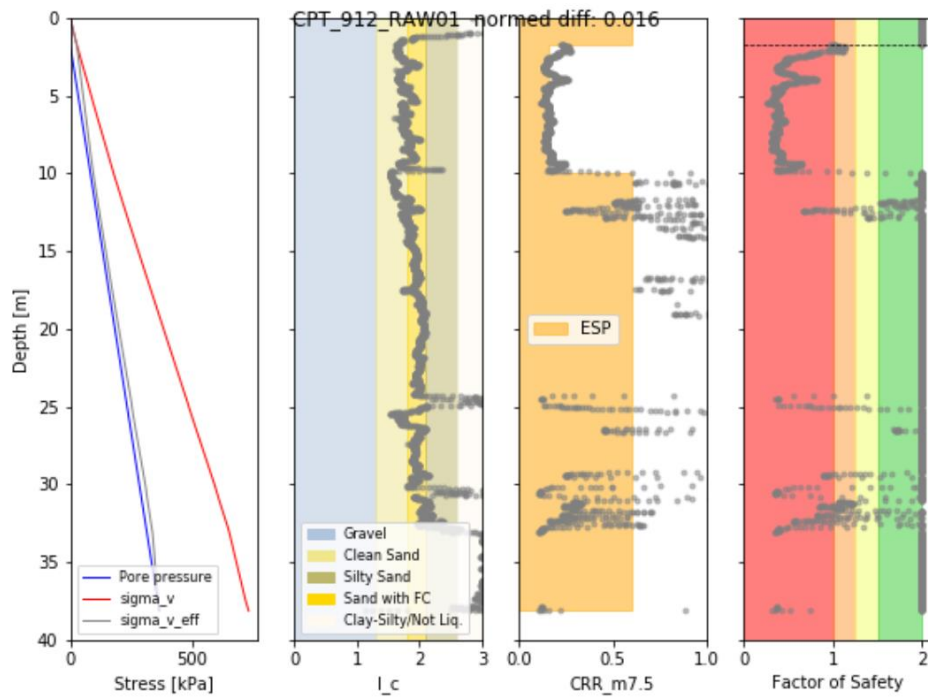 CPT_912_RAW01 normed diff: 0.016
0
5
10
15
20
25
30
35
40
Depth [m]
Pore pressure
sigma_v
sigma_v_eff
0 500
Stress [kPa]
Gravel
Clean Sand
Silty Sand
Sand with FC
Clay-Silty/Not Liq.
0 1 2 3
I_c
ESP
0.0 0.5 1.0
CRR_m7.5
0 1 2
Factor of Safety